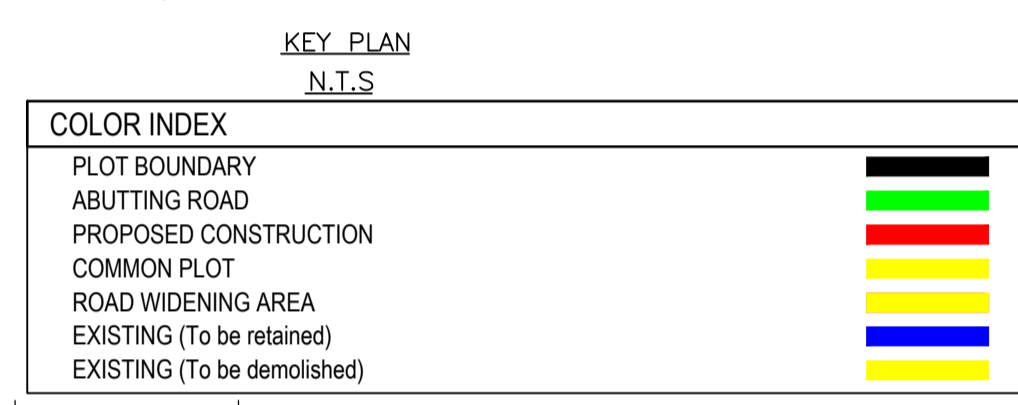 KEY PLAN
N.T.S
COLOR INDEX
PLOT BOUNDARY
ABUTTING ROAD
PROPOSED CONSTRUCTION
COMMON PLOT
ROAD WIDENING AREA
EXISTING (To be retained)
EXISTING (To be demolished)